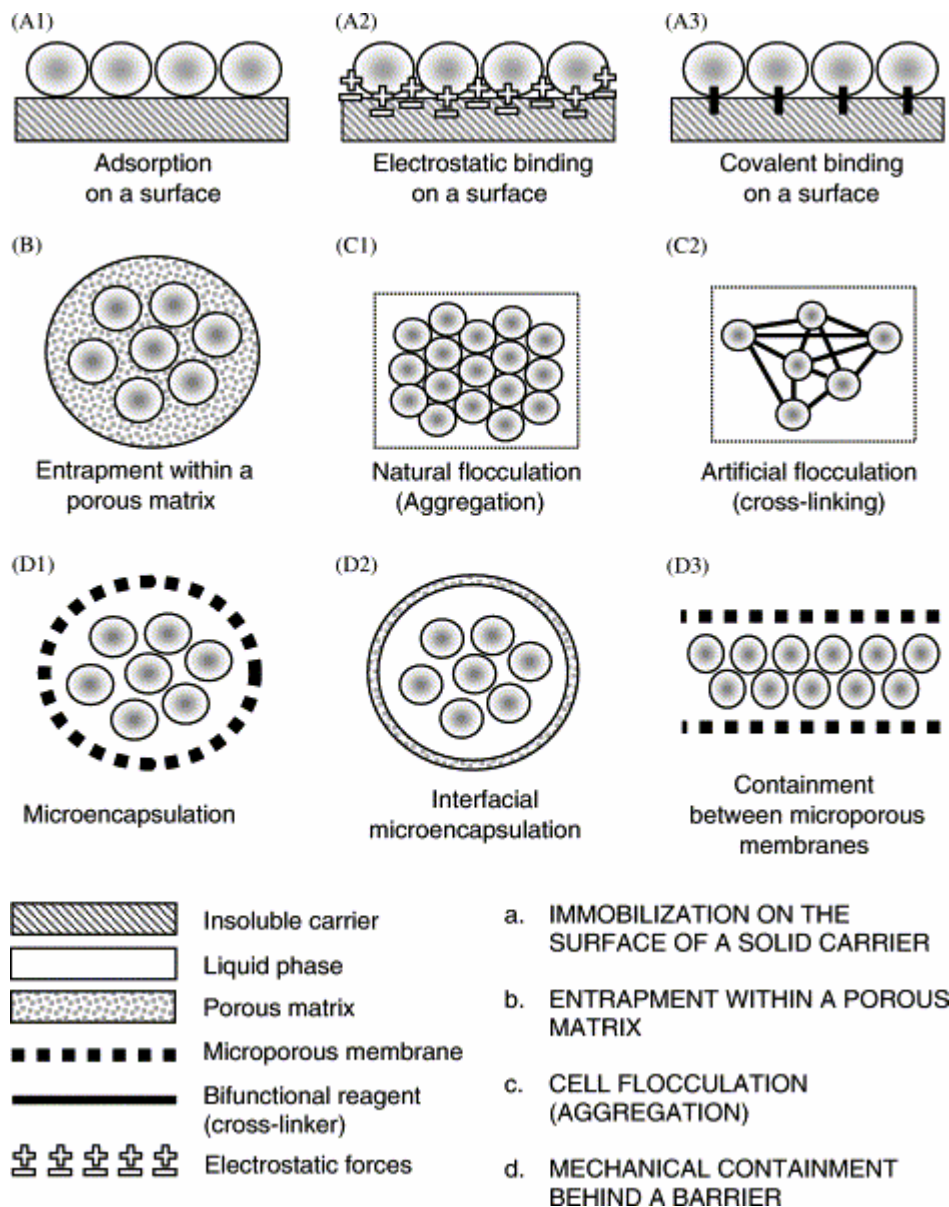 (A1)
(A2)
(A3)
Adsorption
on a surface
Electrostatic binding
on a surface
Covalent binding
on a surface
(B)
(C1)
(C2)
Entrapment within a
porous matrix
Natural flocculation
(Aggregation)
Artificial flocculation
(cross-linking)
(D1)
(D2)
(D3)
Microencapsulation
Interfacial
microencapsulation
Containment
between microporous
membranes
Insoluble carrier
Liquid phase
Porous matrix
Microporous membrane
Bifunctional reagent
(cross-linker)
Electrostatic forces
a. IMMOBILIZATION ON THE
SURFACE OF A SOLID CARRIER
b. ENTRAPMENT WITHIN A POROUS
MATRIX
c. CELL FLOCCULATION
(AGGREGATION)
d. MECHANICAL CONTAINMENT
BEHIND A BARRIER